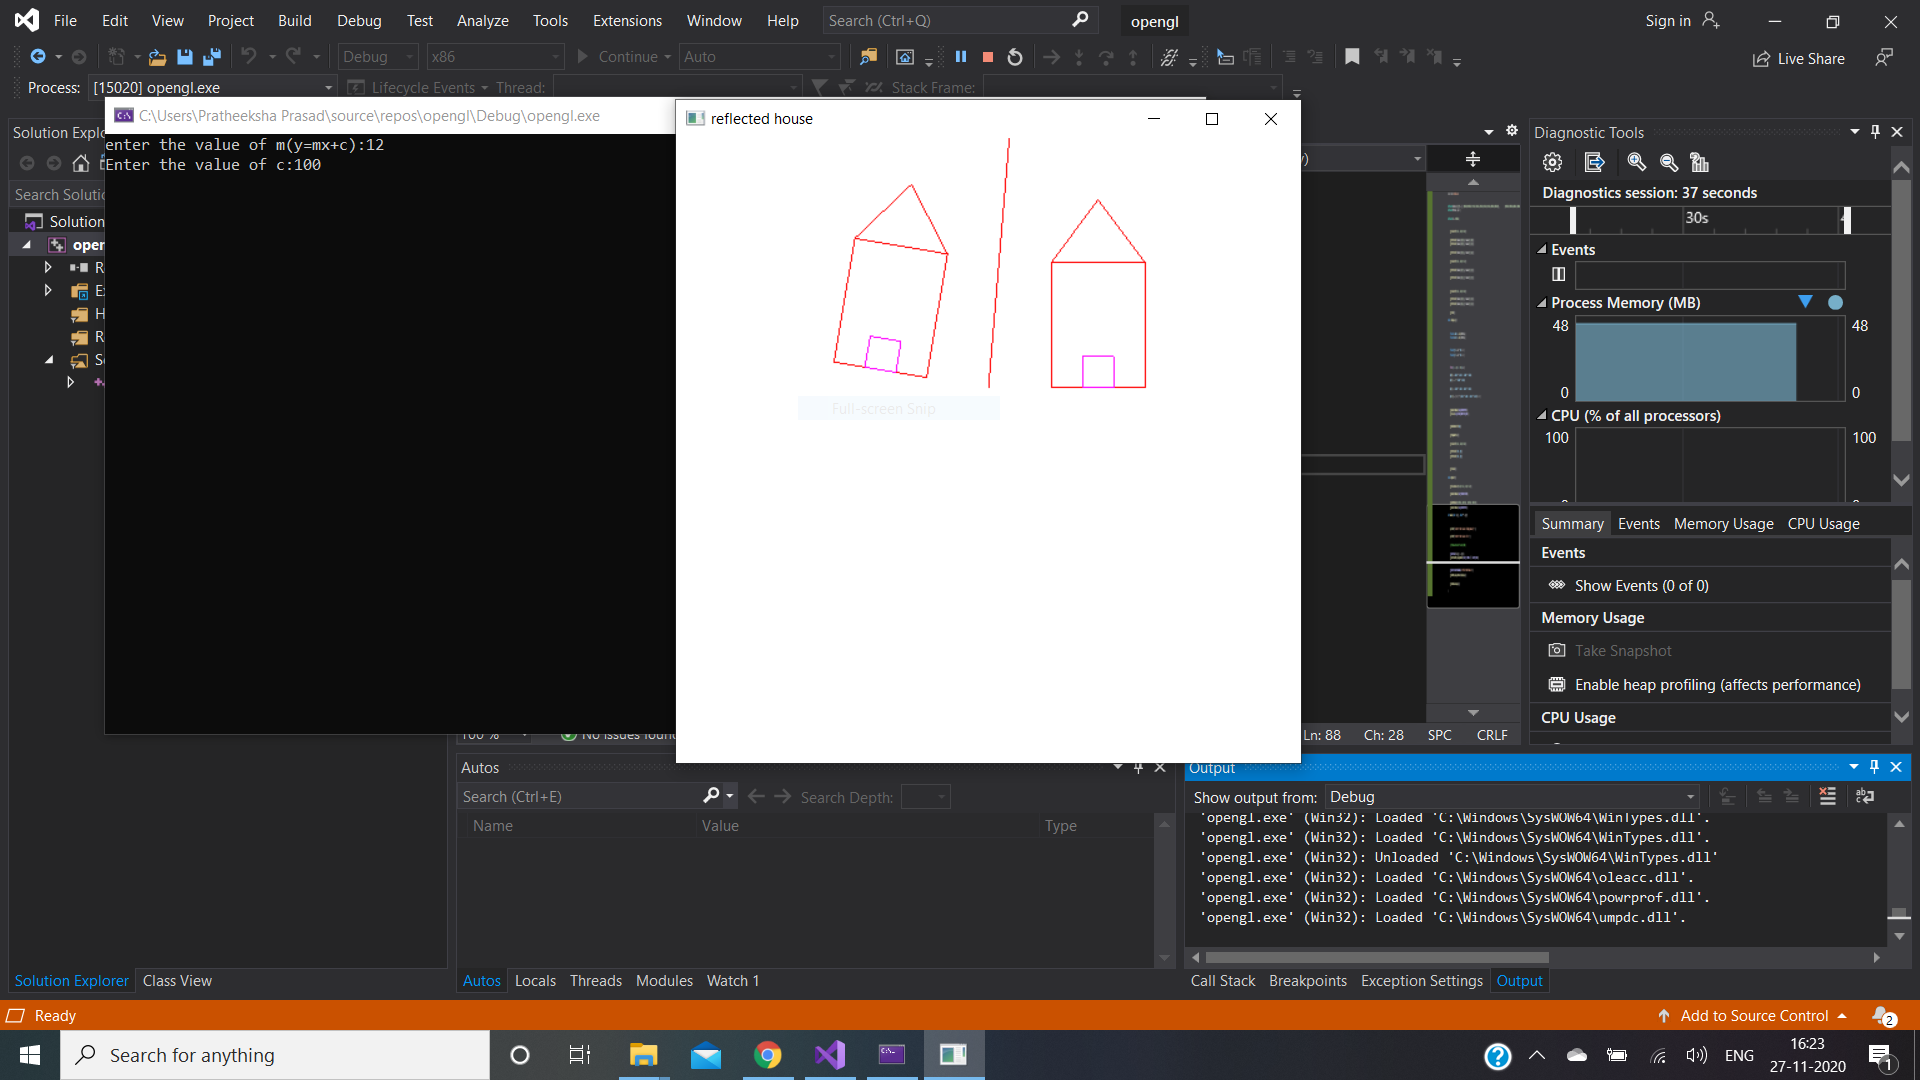 File Edit View Project Build Debug Test Analyze Tools Extensions Window Help Search (Ctrl+Q) opengl Sign in
Debug x86 Continue Auto Live Share
Process: [15020] opengl.exe Lifecycle Events Thread: Stack Frame:
C:\Users\Pratheeksha Prasad\source\repos\opengl\Debug\opengl.exe
reflected house
enter the value of m(y=mx+c):12
Enter the value of c:100
Full-screen Snip
Search Solutio
Solution
Diagnostic Tools
Diagnostics session: 37 seconds
30s
Events
Process Memory (MB)
48 48
0 0
CPU (% of all processors)
100 100
Summary Events Memory Usage CPU Usage
Events
Show Events (0 of 0)
Memory Usage
Take Snapshot
Enable heap profiling (affects performance)
CPU Usage
100 % No issues found
Ln: 88 Ch: 28 SPC CRLF
Autos
Search (Ctrl+E) Search Depth:
Name Value Type
Output
Show output from: Debug
'opengl.exe' (Win32): Loaded 'C:\Windows\SysWOW64\WinTypes.dll'.
'opengl.exe' (Win32): Loaded 'C:\Windows\SysWOW64\WinTypes.dll'.
'opengl.exe' (Win32): Unloaded 'C:\Windows\SysWOW64\WinTypes.dll'
'opengl.exe' (Win32): Loaded 'C:\Windows\SysWOW64\oleacc.dll'.
'opengl.exe' (Win32): Loaded 'C:\Windows\SysWOW64\powrprof.dll'.
'opengl.exe' (Win32): Loaded 'C:\Windows\SysWOW64\umpdc.dll'.
Solution Explorer Class View
Autos Locals Threads Modules Watch 1
Call Stack Breakpoints Exception Settings Output
Ready Add to Source Control 2
Search for anything
ENG 16:23
27-11-2020 1